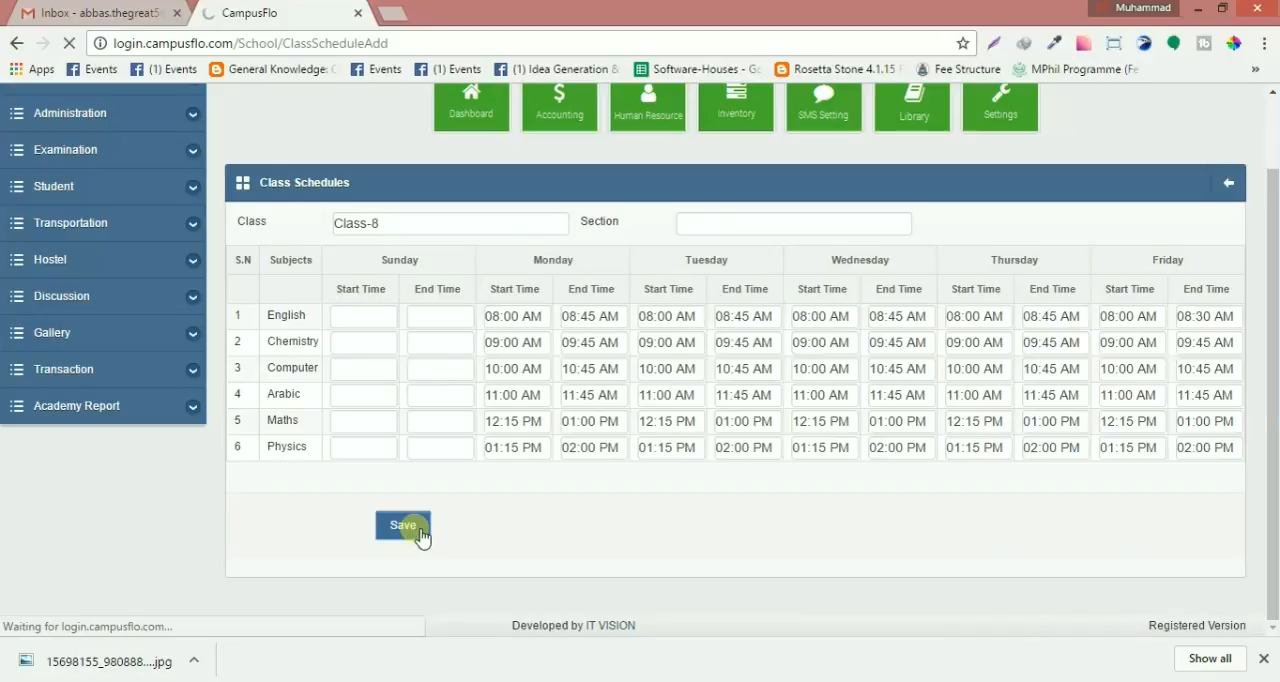 Inbox - abbas.thegreat5
CampusFlo
Muhammad
login.campusflo.com/School/ClassScheduleAdd
Apps Events (1) Events General Knowledge: Events (1) Events (1) Idea Generation & Software-Houses - Go Rosetta Stone 4.1.15 Fee Structure MPhil Programme (Fe »
Dashboard Accounting Human Resource Inventory SMS Setting Library Settings
Administration
Examination
Student
Transportation
Hostel
Discussion
Gallery
Transaction
Academy Report
Class Schedules
Class Class-8 Section
S.N Subjects Sunday Monday Tuesday Wednesday Thursday Friday
Start Time End Time Start Time End Time Start Time End Time Start Time End Time Start Time End Time Start Time End Time
1 English 08:00 AM 08:45 AM 08:00 AM 08:45 AM 08:00 AM 08:45 AM 08:00 AM 08:45 AM 08:00 AM 08:30 AM
2 Chemistry 09:00 AM 09:45 AM 09:00 AM 09:45 AM 09:00 AM 09:45 AM 09:00 AM 09:45 AM 09:00 AM 09:45 AM
3 Computer 10:00 AM 10:45 AM 10:00 AM 10:45 AM 10:00 AM 10:45 AM 10:00 AM 10:45 AM 10:00 AM 10:45 AM
4 Arabic 11:00 AM 11:45 AM 11:00 AM 11:45 AM 11:00 AM 11:45 AM 11:00 AM 11:45 AM 11:00 AM 11:45 AM
5 Maths 12:15 PM 01:00 PM 12:15 PM 01:00 PM 12:15 PM 01:00 PM 12:15 PM 01:00 PM 12:15 PM 01:00 PM
6 Physics 01:15 PM 02:00 PM 01:15 PM 02:00 PM 01:15 PM 02:00 PM 01:15 PM 02:00 PM 01:15 PM 02:00 PM
Save
Waiting for login.campusflo.com...
Developed by IT VISION
Registered Version
15698155_980888....jpg
Show all